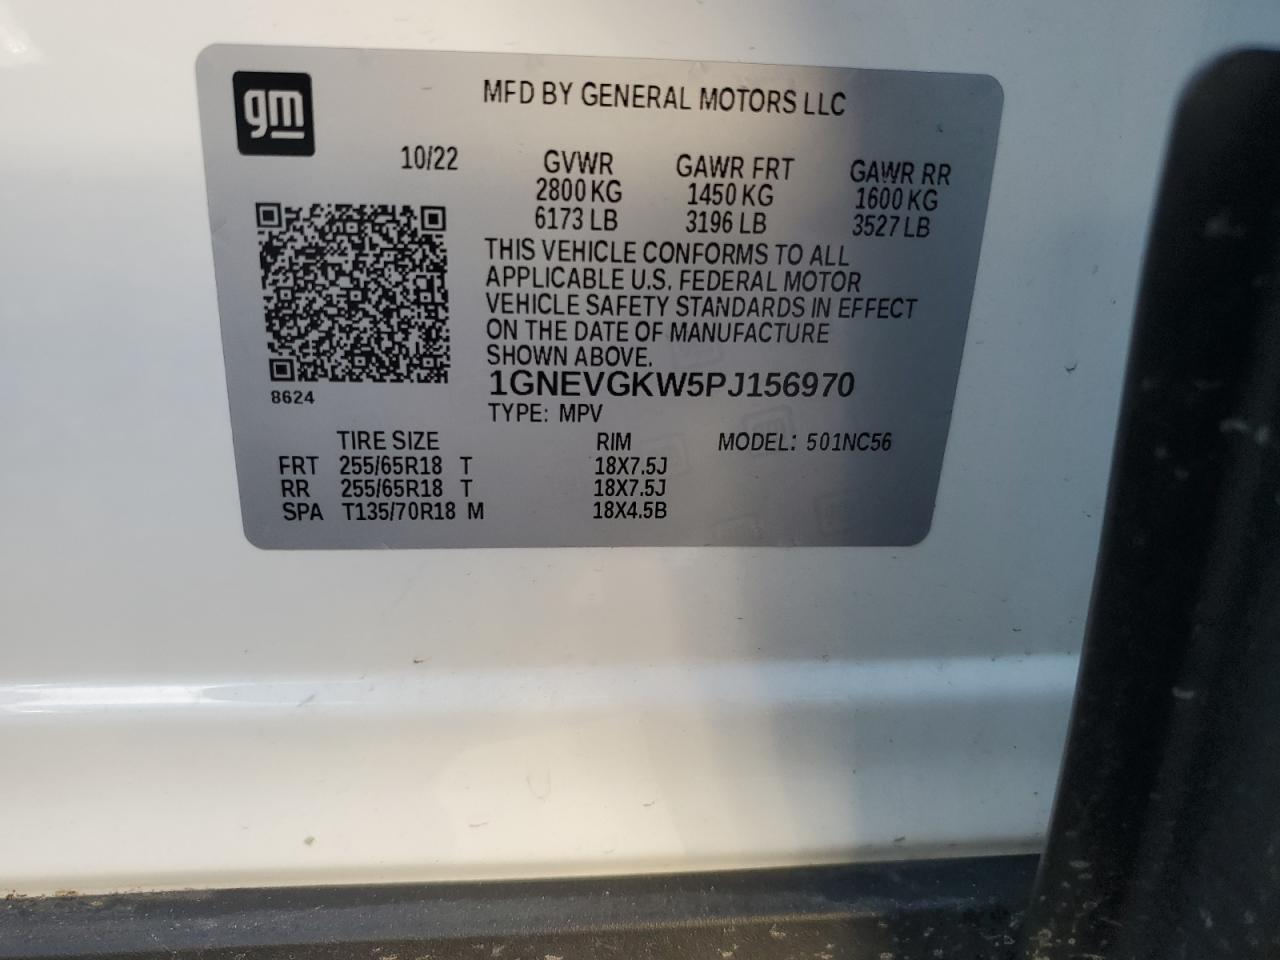 gm
MFD BY GENERAL MOTORS LLC
10/22 GVWR GAWR FRT GAWR RR
2800 KG 1450 KG 1600 KG
6173 LB 3196 LB 3527 LB
THIS VEHICLE CONFORMS TO ALL
APPLICABLE U.S. FEDERAL MOTOR
VEHICLE SAFETY STANDARDS IN EFFECT
ON THE DATE OF MANUFACTURE
SHOWN ABOVE.
1GNEVGKW5PJ156970
8624
TYPE: MPV
TIRE SIZE RIM MODEL: 501NC56
FRT 255/65R18 T 18X7.5J
RR 255/65R18 T 18X7.5J
SPA T135/70R18 M 18X4.5B